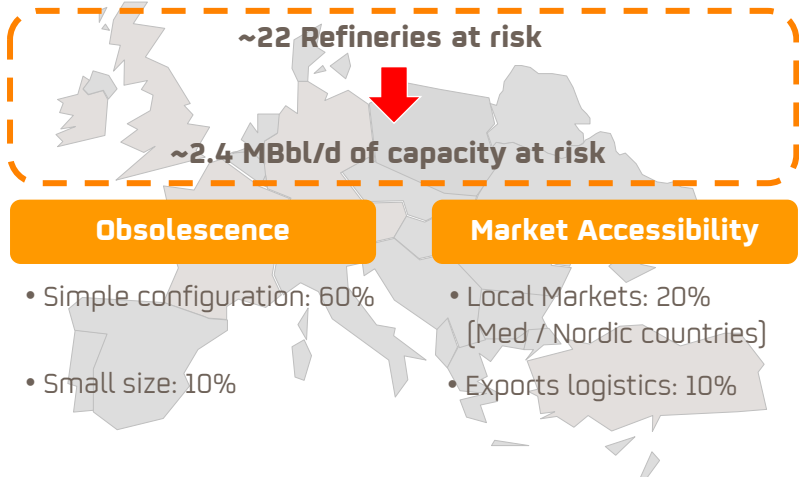 ~22 Refineries at risk
~2.4 MBbl/d of capacity at risk
Obsolescence
• Simple configuration: 60%
• Small size: 10%
Market Accessibility
• Local Markets: 20%
(Med / Nordic countries)
• Exports logistics: 10%